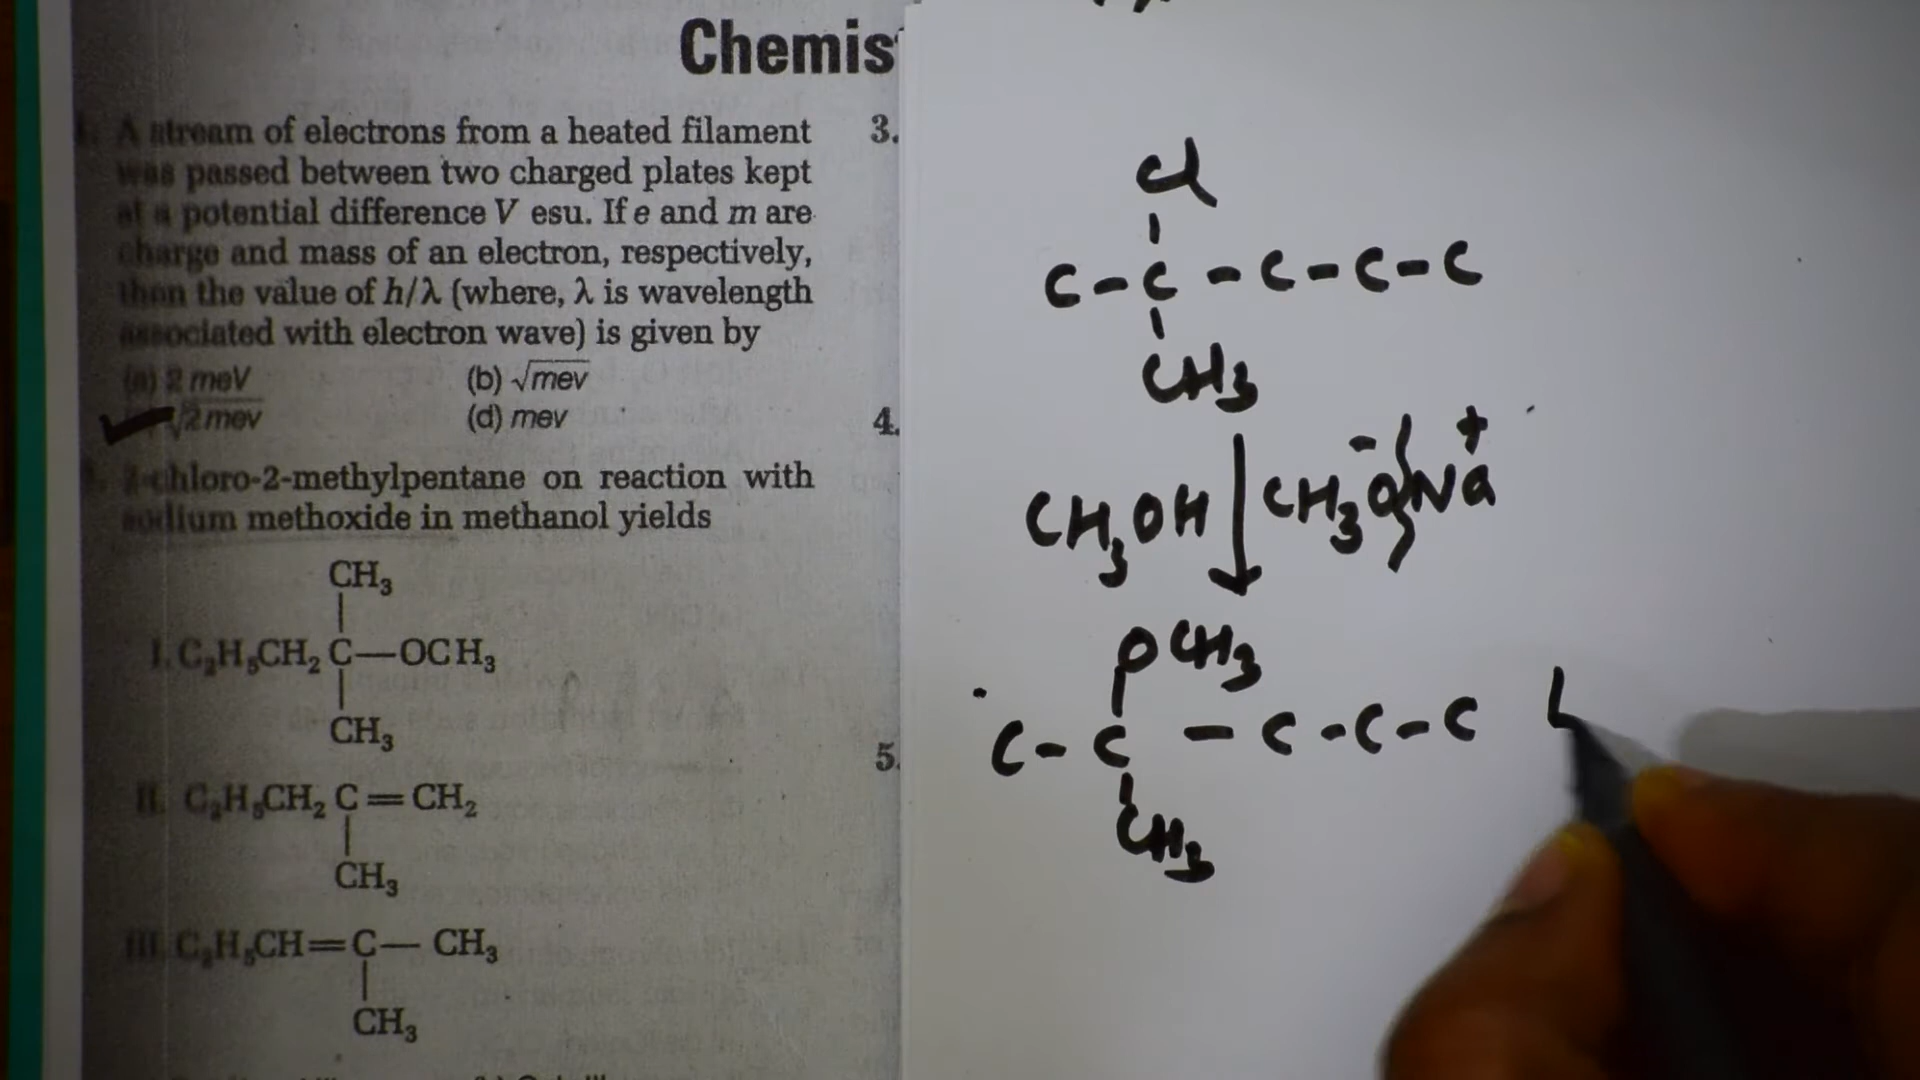 Chemis
A stream of electrons from a heated filament
was passed between two charged plates kept
at a potential difference V esu. If e and m are
charge and mass of an electron, respectively,
then the value of h/λ (where, λ is wavelength
associated with electron wave) is given by
(a) 2 meV (b) √mev
√2mev (d) mev
2-chloro-2-methylpentane on reaction with
sodium methoxide in methanol yields
CH₃
I. C₂H₅CH₂ C—OCH₃
CH₃
II. C₂H₅CH₂ C=CH₂
CH₃
III. C₂H₅CH=C— CH₃
CH₃
3.
4.
5.
Cl
C-C-C-C-C
CH₃
CH₃OH CH₃O⁻ Na⁺
OCH₃
C-C-C-C-C
CH₃